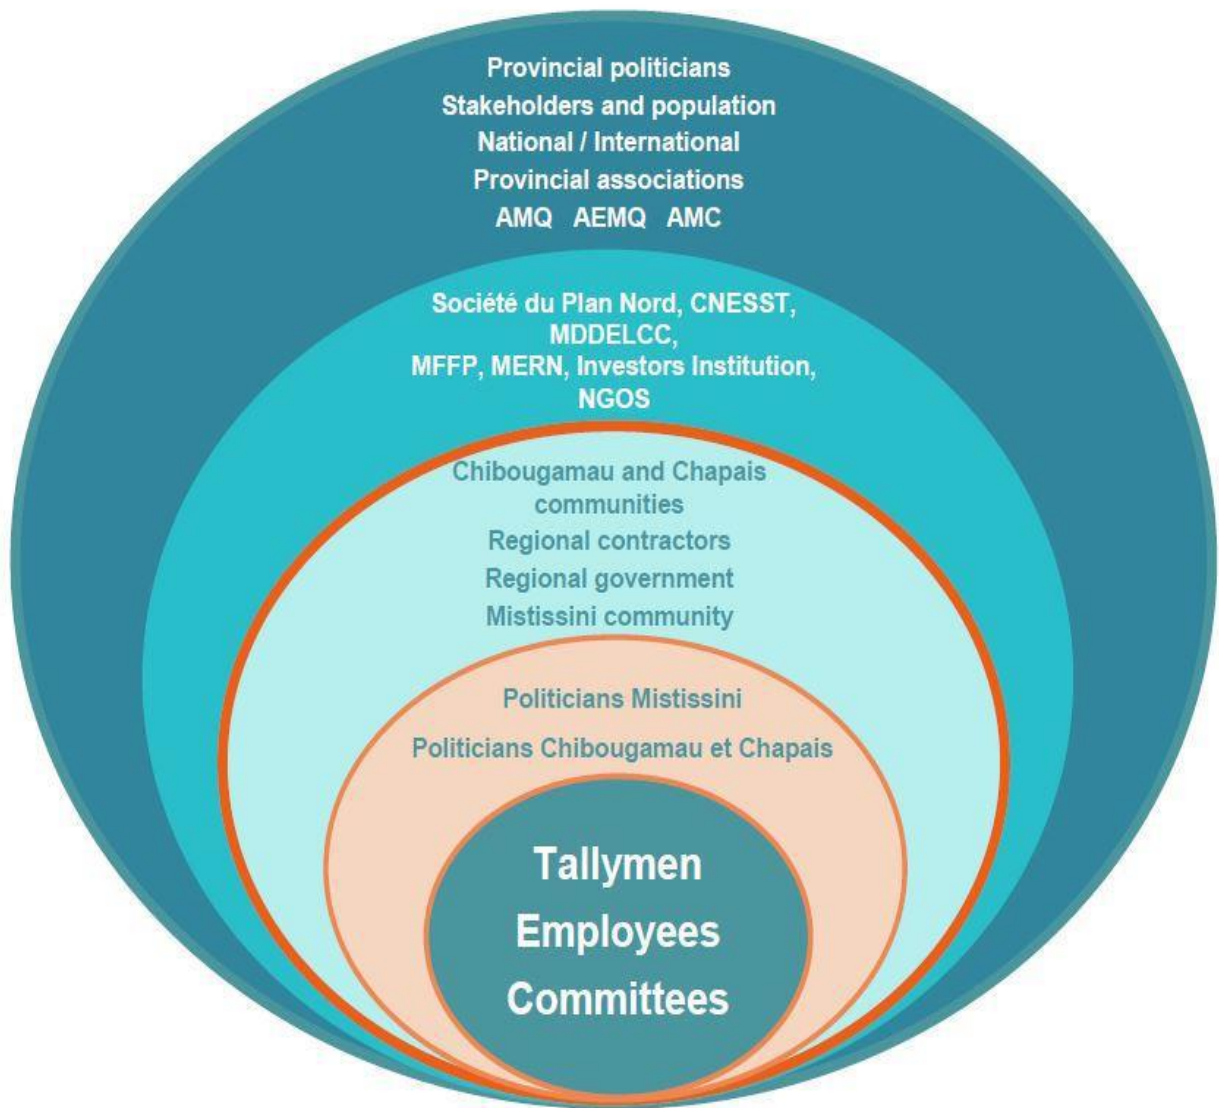 Provincial politicians
Stakeholders and population
National / International
Provincial associations
AMQ AEMQ AMC
Société du Plan Nord, CNESST,
MDDELCC,
MFFP, MERN, Investors Institution,
NGOS
Chibougamau and Chapais
communities
Regional contractors
Regional government
Mistissini community
Politicians Mistissini
Politicians Chibougamau et Chapais
Tallymen
Employees
Committees